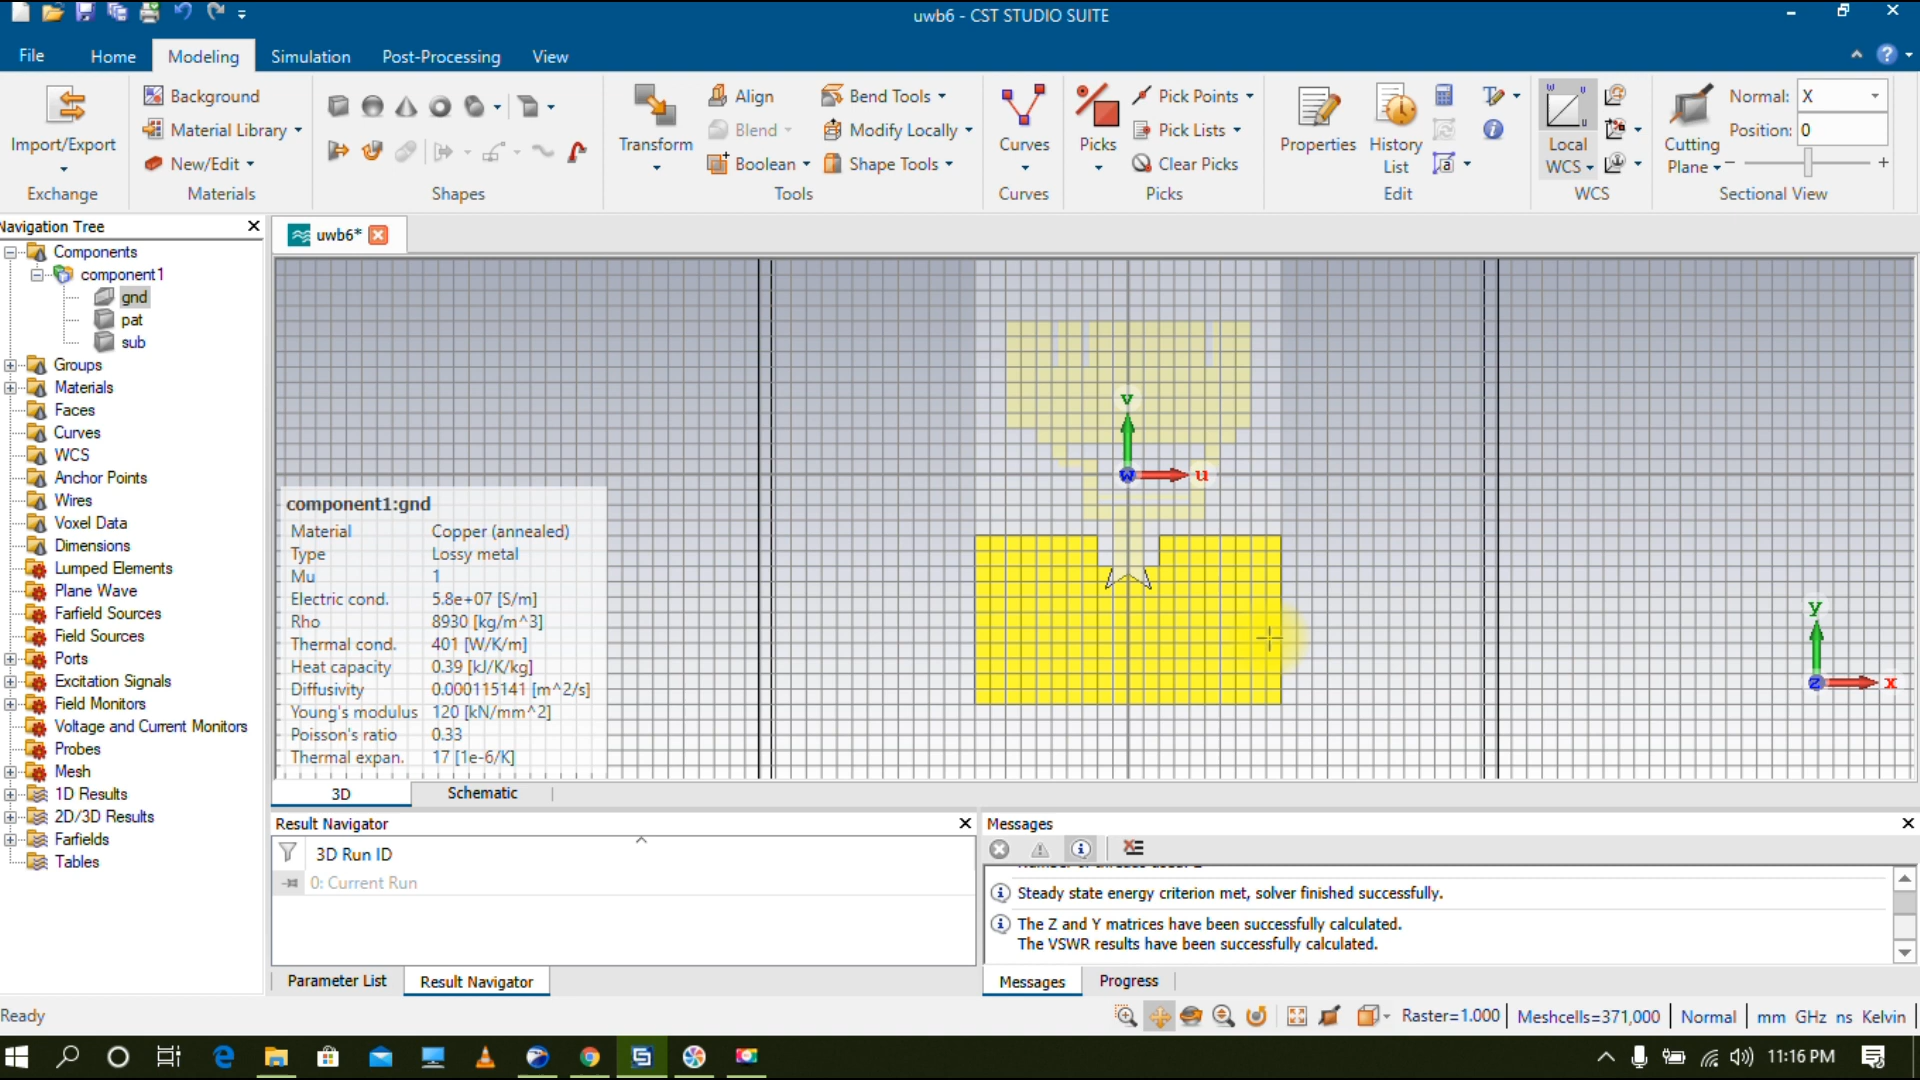 uwb6 - CST STUDIO SUITE
File
Home
Modeling
Simulation
Post-Processing
View
Import/Export
Exchange
Background
Material Library
New/Edit
Materials
Shapes
Transform
Align
Blend
Boolean
Bend Tools
Modify Locally
Shape Tools
Tools
Curves
Curves
Picks
Pick Points
Pick Lists
Clear Picks
Picks
Properties
History
List
Edit
Local
WCS
WCS
Cutting
Plane
Normal: X
Position: 0
Sectional View
Navigation Tree
Components
component1
gnd
pat
sub
Groups
Materials
Faces
Curves
WCS
Anchor Points
Wires
Voxel Data
Dimensions
Lumped Elements
Plane Wave
Farfield Sources
Field Sources
Ports
Excitation Signals
Field Monitors
Voltage and Current Monitors
Probes
Mesh
1D Results
2D/3D Results
Farfields
Tables
uwb6*
v
w
u
y
z
x
component1:gnd
Material Copper (annealed)
Type Lossy metal
Mu 1
Electric cond. 5.8e+07 [S/m]
Rho 8930 [kg/m^3]
Thermal cond. 401 [W/K/m]
Heat capacity 0.39 [kJ/K/kg]
Diffusivity 0.000115141 [m^2/s]
Young's modulus 120 [kN/mm^2]
Poisson's ratio 0.33
Thermal expan. 17 [1e-6/K]
3D
Schematic
Result Navigator
3D Run ID
0: Current Run
Parameter List
Result Navigator
Messages
Steady state energy criterion met, solver finished successfully.
The Z and Y matrices have been successfully calculated.
The VSWR results have been successfully calculated.
Messages
Progress
Ready
Raster=1.000
Meshcells=371,000
Normal
mm GHz ns Kelvin
11:16 PM